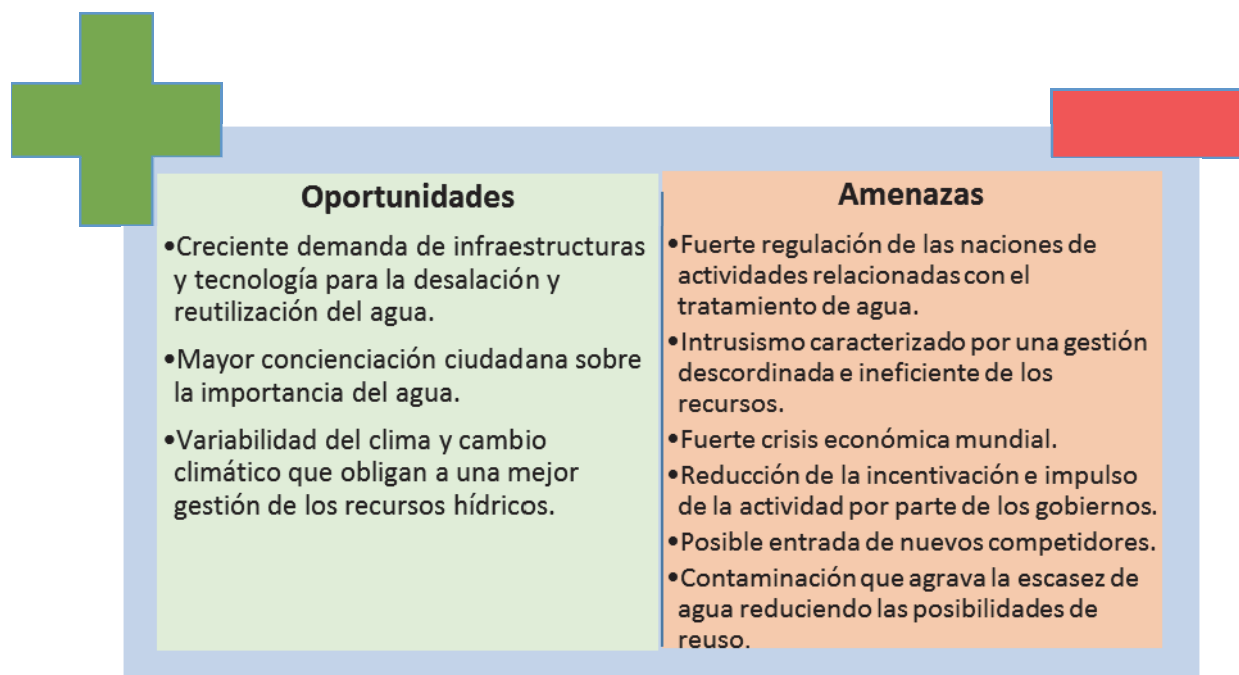 Oportunidades
•Creciente demanda de infraestructuras
y tecnología para la desalación y
reutilización del agua.
•Mayor concienciación ciudadana sobre
la importancia del agua.
•Variabilidad del clima y cambio
climático que obligan a una mejor
gestión de los recursos hídricos.
Amenazas
•Fuerte regulación de las naciones de
actividades relacionadas con el
tratamiento de agua.
•Intrusismo caracterizado por una gestión
descordinada e ineficiente de los
recursos.
•Fuerte crisis económica mundial.
•Reducción de la incentivación e impulso
de la actividad por parte de los gobiernos.
•Posible entrada de nuevos competidores.
•Contaminación que agrava la escasez de
agua reduciendo las posibilidades de
reuso.